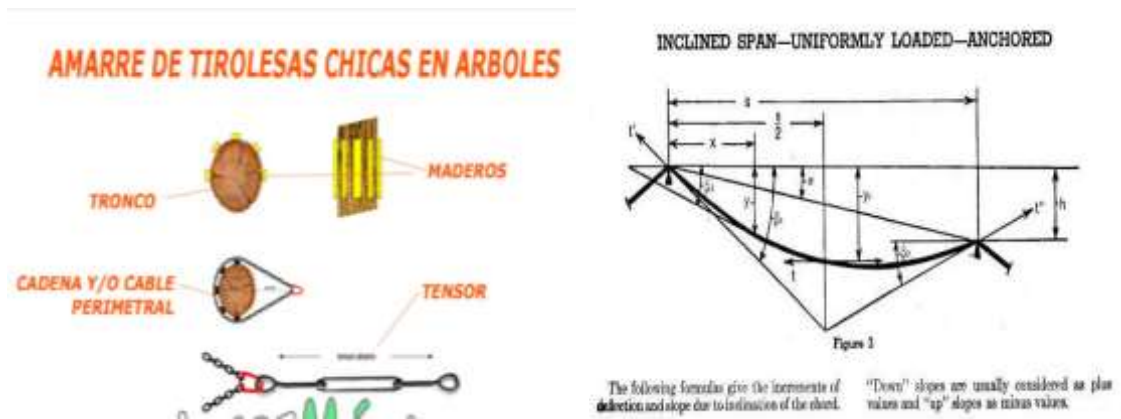 AMARRE DE TIROLESAS CHICAS EN ARBOLES
MADEROS
TRONCO
CADENA Y/O CABLE
PERIMETRAL
TENSOR
INCLINED SPAN—UNIFORMLY LOADED—ANCHORED
s
s
2
x
t'
y
h
t"
t
Figure 3
The following formulas give the increments of
deflection and slope due to inclination of the chord.
"Down" slopes are usually considered as plus
values and "up" slopes as minus values.